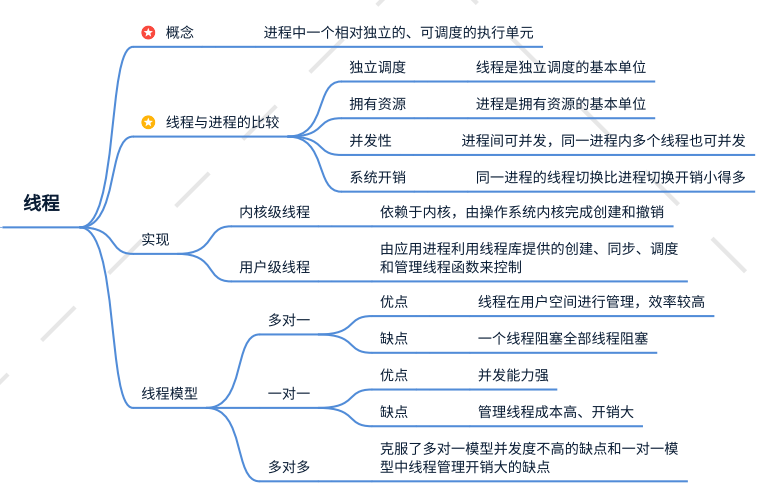 线程
概念
进程中一个相对独立的、可调度的执行单元
线程与进程的比较
独立调度
线程是独立调度的基本单位
拥有资源
进程是拥有资源的基本单位
并发性
进程间可并发，同一进程内多个线程也可并发
系统开销
同一进程的线程切换比进程切换开销小得多
实现
内核级线程
依赖于内核，由操作系统内核完成创建和撤销
用户级线程
由应用进程利用线程库提供的创建、同步、调度
和管理线程函数来控制
线程模型
多对一
优点
线程在用户空间进行管理，效率较高
缺点
一个线程阻塞全部线程阻塞
一对一
优点
并发能力强
缺点
管理线程成本高、开销大
多对多
克服了多对一模型并发度不高的缺点和一对一模
型中线程管理开销大的缺点